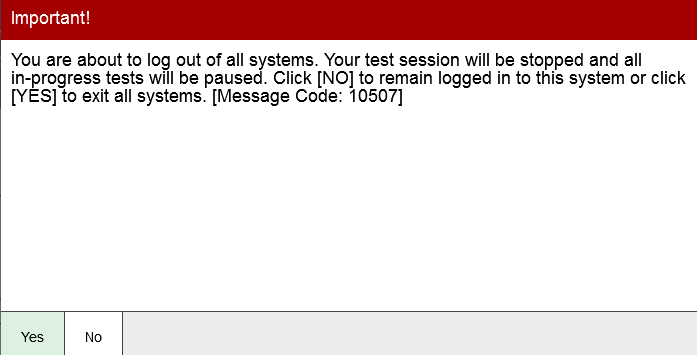 Important!
You are about to log out of all systems. Your test session will be stopped and all
in-progress tests will be paused. Click [NO] to remain logged in to this system or click
[YES] to exit all systems. [Message Code: 10507]
Yes No